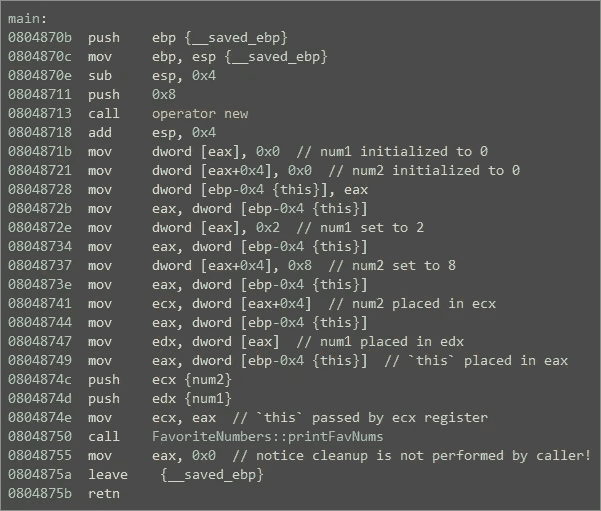 main:
0804870b  push    ebp {__saved_ebp}
0804870c  mov     ebp, esp {__saved_ebp}
0804870e  sub     esp, 0x4
08048711  push    0x8
08048713  call    operator new
08048718  add     esp, 0x4
0804871b  mov     dword [eax], 0x0  // num1 initialized to 0
08048721  mov     dword [eax+0x4], 0x0  // num2 initialized to 0
08048728  mov     dword [ebp-0x4 {this}], eax
0804872b  mov     eax, dword [ebp-0x4 {this}]
0804872e  mov     dword [eax], 0x2  // num1 set to 2
08048734  mov     eax, dword [ebp-0x4 {this}]
08048737  mov     dword [eax+0x4], 0x8  // num2 set to 8
0804873e  mov     eax, dword [ebp-0x4 {this}]
08048741  mov     ecx, dword [eax+0x4]  // num2 placed in ecx
08048744  mov     eax, dword [ebp-0x4 {this}]
08048747  mov     edx, dword [eax]  // num1 placed in edx
08048749  mov     eax, dword [ebp-0x4 {this}]  // `this` placed in eax
0804874c  push    ecx {num2}
0804874d  push    edx {num1}
0804874e  mov     ecx, eax  // `this` passed by ecx register
08048750  call    FavoriteNumbers::printFavNums
08048755  mov     eax, 0x0  // notice cleanup is not performed by caller!
0804875a  leave    {__saved_ebp}
0804875b  retn